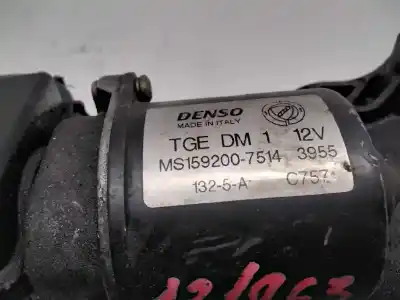 DENSO
MADE IN ITALY
TGE DM 1 12V
MS159200-7514 3955
132-5-A C757